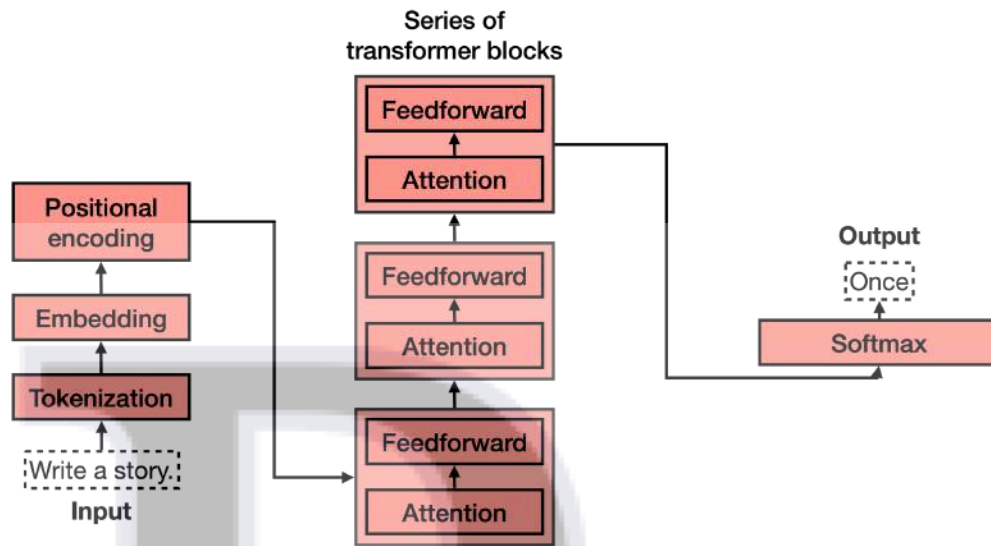 Series of
transformer blocks
Feedforward
Attention
Positional
encoding
Feedforward
Attention
Embedding
Tokenization
Feedforward
Attention
Write a story.
Input
Output
Once
Softmax